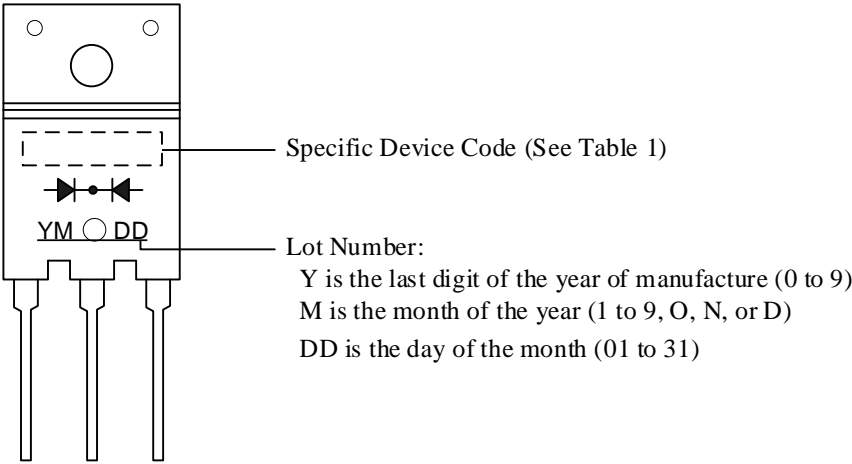 Specific Device Code (See Table 1)
YM DD
Lot Number:
Y is the last digit of the year of manufacture (0 to 9)
M is the month of the year (1 to 9, O, N, or D)
DD is the day of the month (01 to 31)